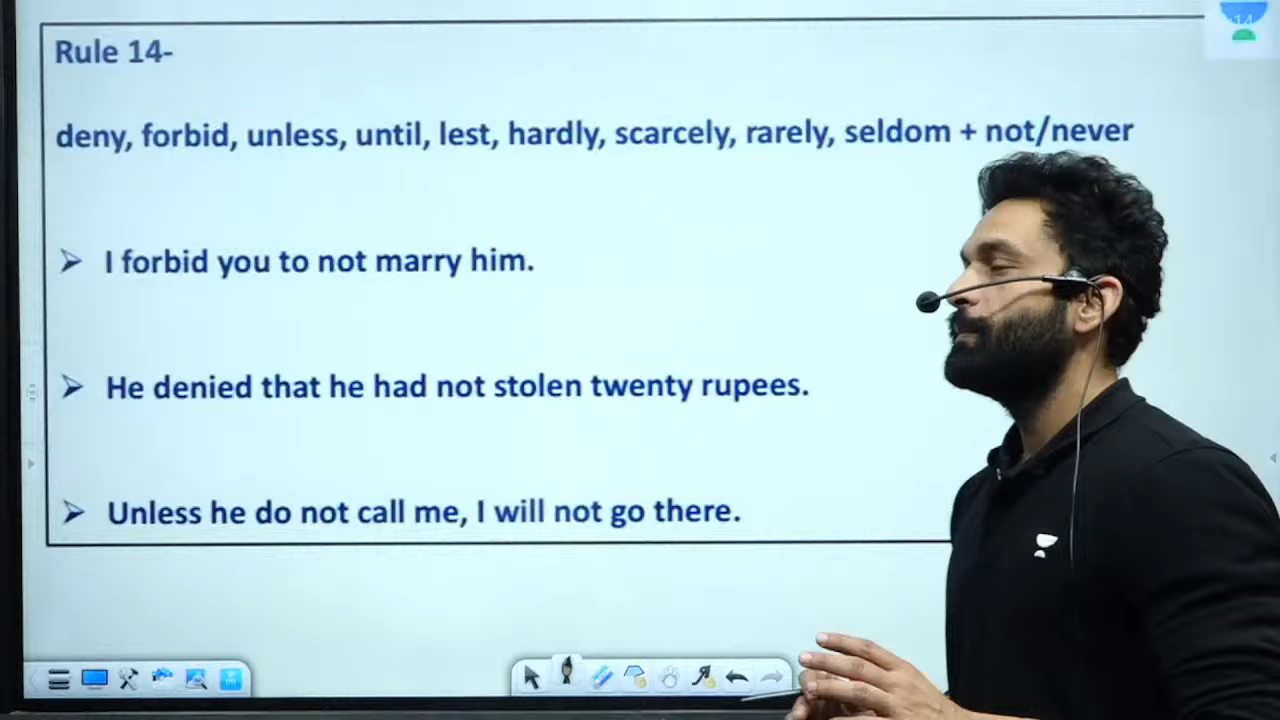 Rule 14-
deny, forbid, unless, until, lest, hardly, scarcely, rarely, seldom + not/never
I forbid you to not marry him.
He denied that he had not stolen twenty rupees.
Unless he do not call me, I will not go there.